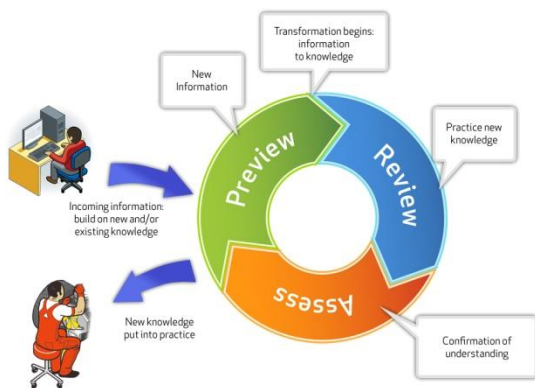 Transformation begins:
information
to knowledge
New
Information
Preview
Review
Practice new
knowledge
Incoming information:
build on new and/or
existing knowledge
Assess
New knowledge
put into practice
Confirmation of
understanding